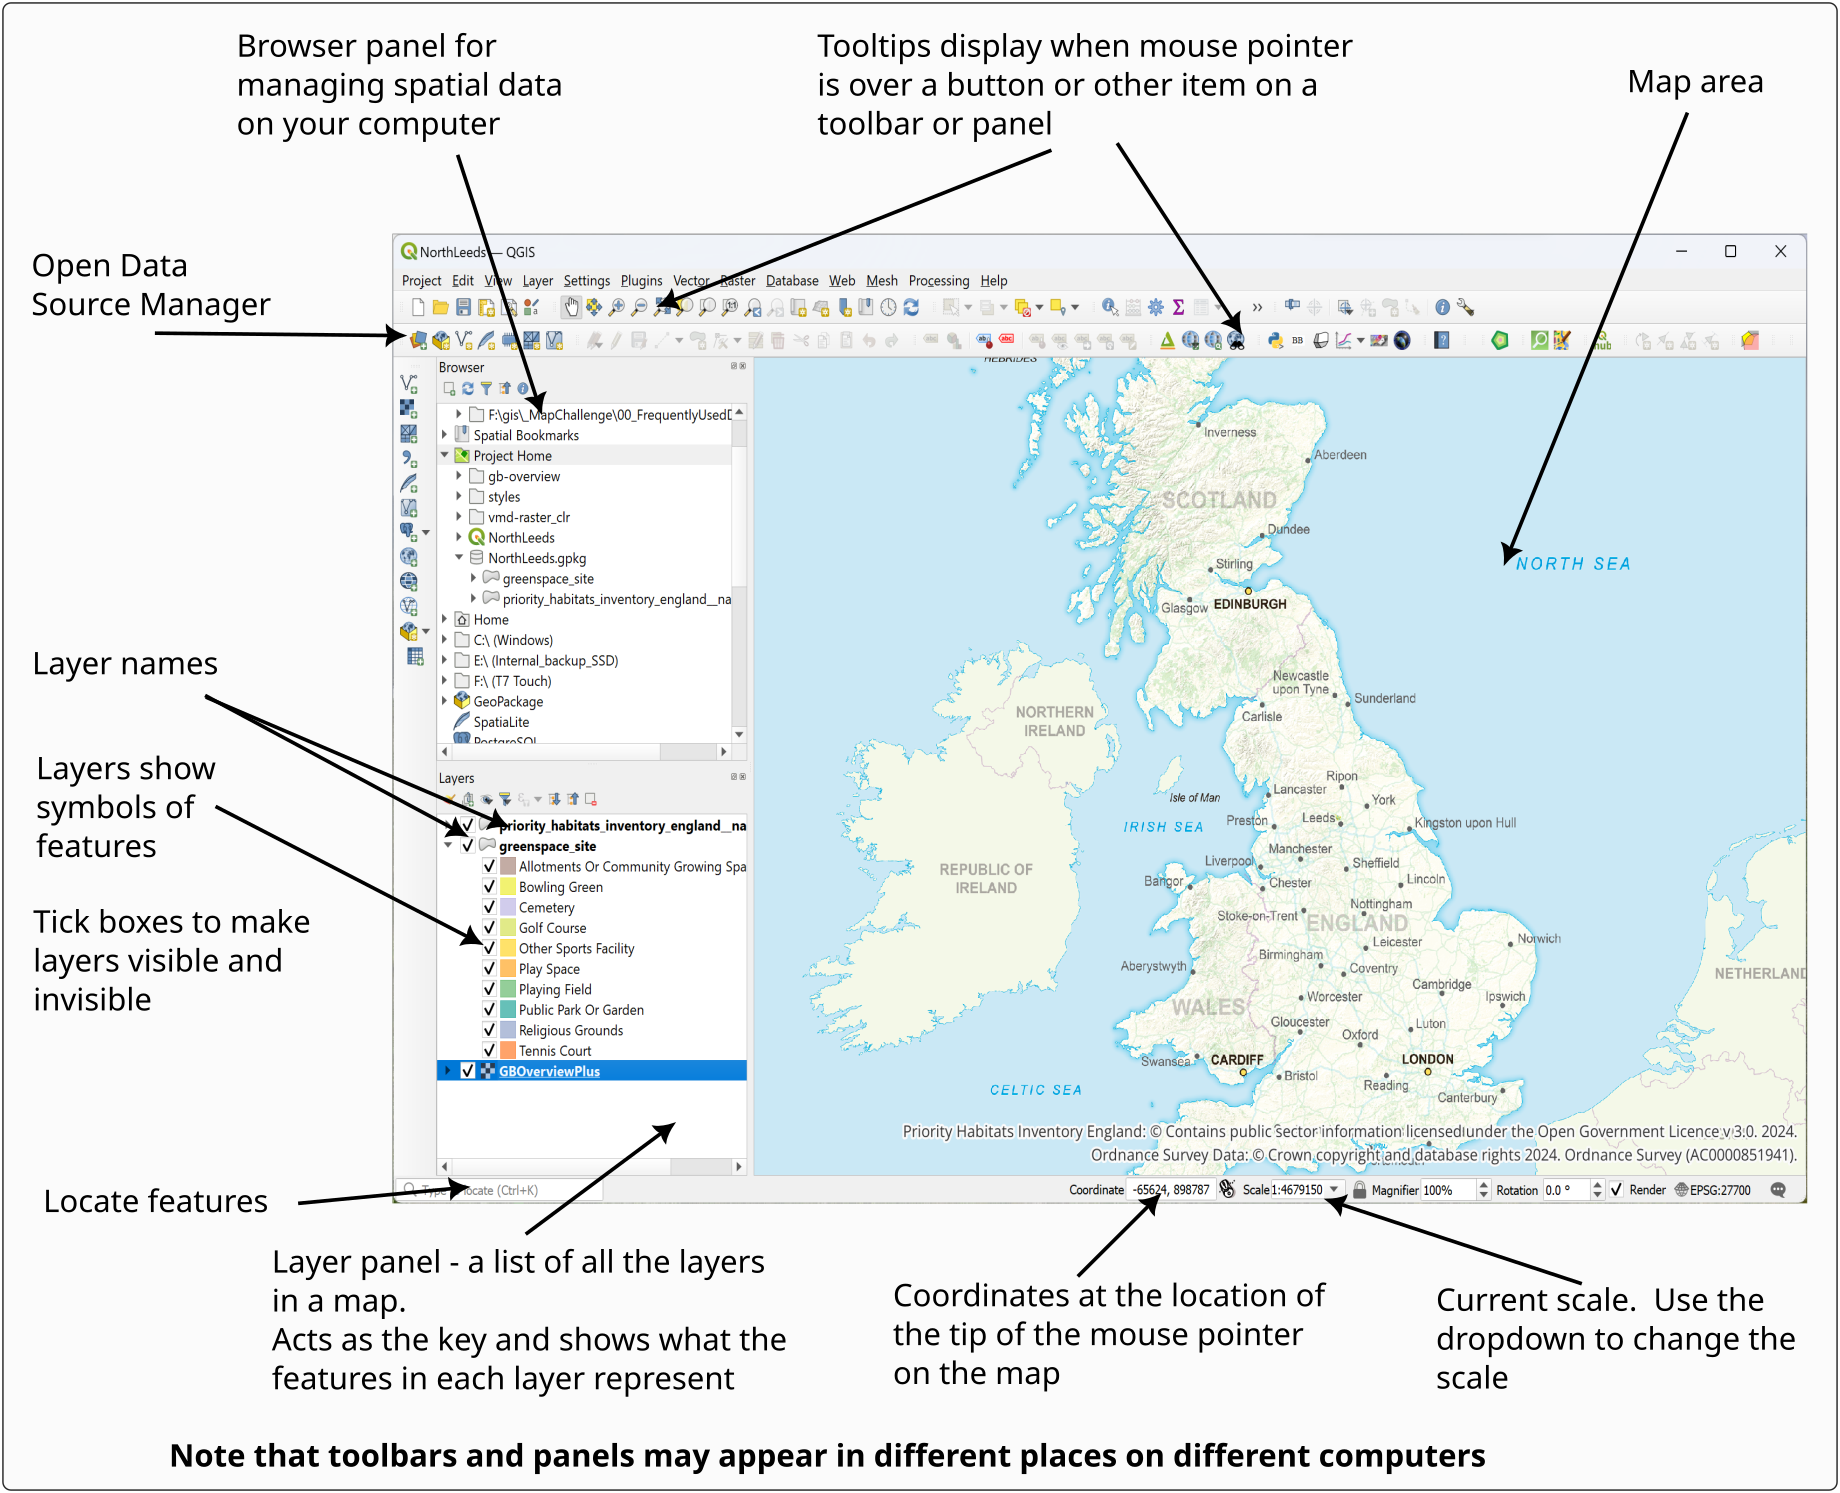 Browser panel for
managing spatial data
on your computer
Tooltips display when mouse pointer
is over a button or other item on a
toolbar or panel
Map area
Open Data
Source Manager
NorthLeeds — QGIS
Project Edit View Layer Settings Plugins Vector Raster Database Web Mesh Processing Help
Browser
F:\gis\_MapChallenge\00_FrequentlyUsedD
Spatial Bookmarks
Project Home
gb-overview
styles
vmd-raster_clr
NorthLeeds
NorthLeeds.gpkg
greenspace_site
priority_habitats_inventory_england__na
Home
C:\ (Windows)
E:\ (Internal_backup_SSD)
F:\ (T7 Touch)
GeoPackage
SpatiaLite
PostgreSQL
Layer names
Layers show
symbols of
features
Tick boxes to make
layers visible and
invisible
Layers
priority_habitats_inventory_england__na
greenspace_site
Allotments Or Community Growing Spa
Bowling Green
Cemetery
Golf Course
Other Sports Facility
Play Space
Playing Field
Public Park Or Garden
Religious Grounds
Tennis Court
GBOverviewPlus
HEBRIDES
Inverness
Aberdeen
SCOTLAND
Dundee
Stirling
NORTH SEA
Glasgow
EDINBURGH
Newcastle
upon Tyne
Sunderland
Carlisle
NORTHERN
IRELAND
Ripon
Isle of Man
Lancaster
York
IRISH SEA
Preston
Leeds
Kingston upon Hull
Manchester
Liverpool
Sheffield
REPUBLIC OF
IRELAND
Bangor
Chester
Lincoln
Nottingham
Stoke-on-Trent
ENGLAND
Leicester
Norwich
Birmingham
Aberystwyth
Coventry
NETHERLAND
Cambridge
WALES
Worcester
Ipswich
Gloucester
Luton
Oxford
Swansea
CARDIFF
LONDON
Bristol
Reading
CELTIC SEA
Canterbury
Priority Habitats Inventory England: © Contains public sector information licensed under the Open Government Licence v 3.0. 2024.
Ordnance Survey Data: © Crown copyright and database rights 2024. Ordnance Survey (AC0000851941).
Type to locate (Ctrl+K)
Coordinate -65624, 898787 Scale 1:4679150 Magnifier 100% Rotation 0.0 ° Render EPSG:27700
Locate features
Layer panel - a list of all the layers
in a map.
Acts as the key and shows what the
features in each layer represent
Coordinates at the location of
the tip of the mouse pointer
on the map
Current scale.  Use the
dropdown to change the
scale
Note that toolbars and panels may appear in different places on different computers